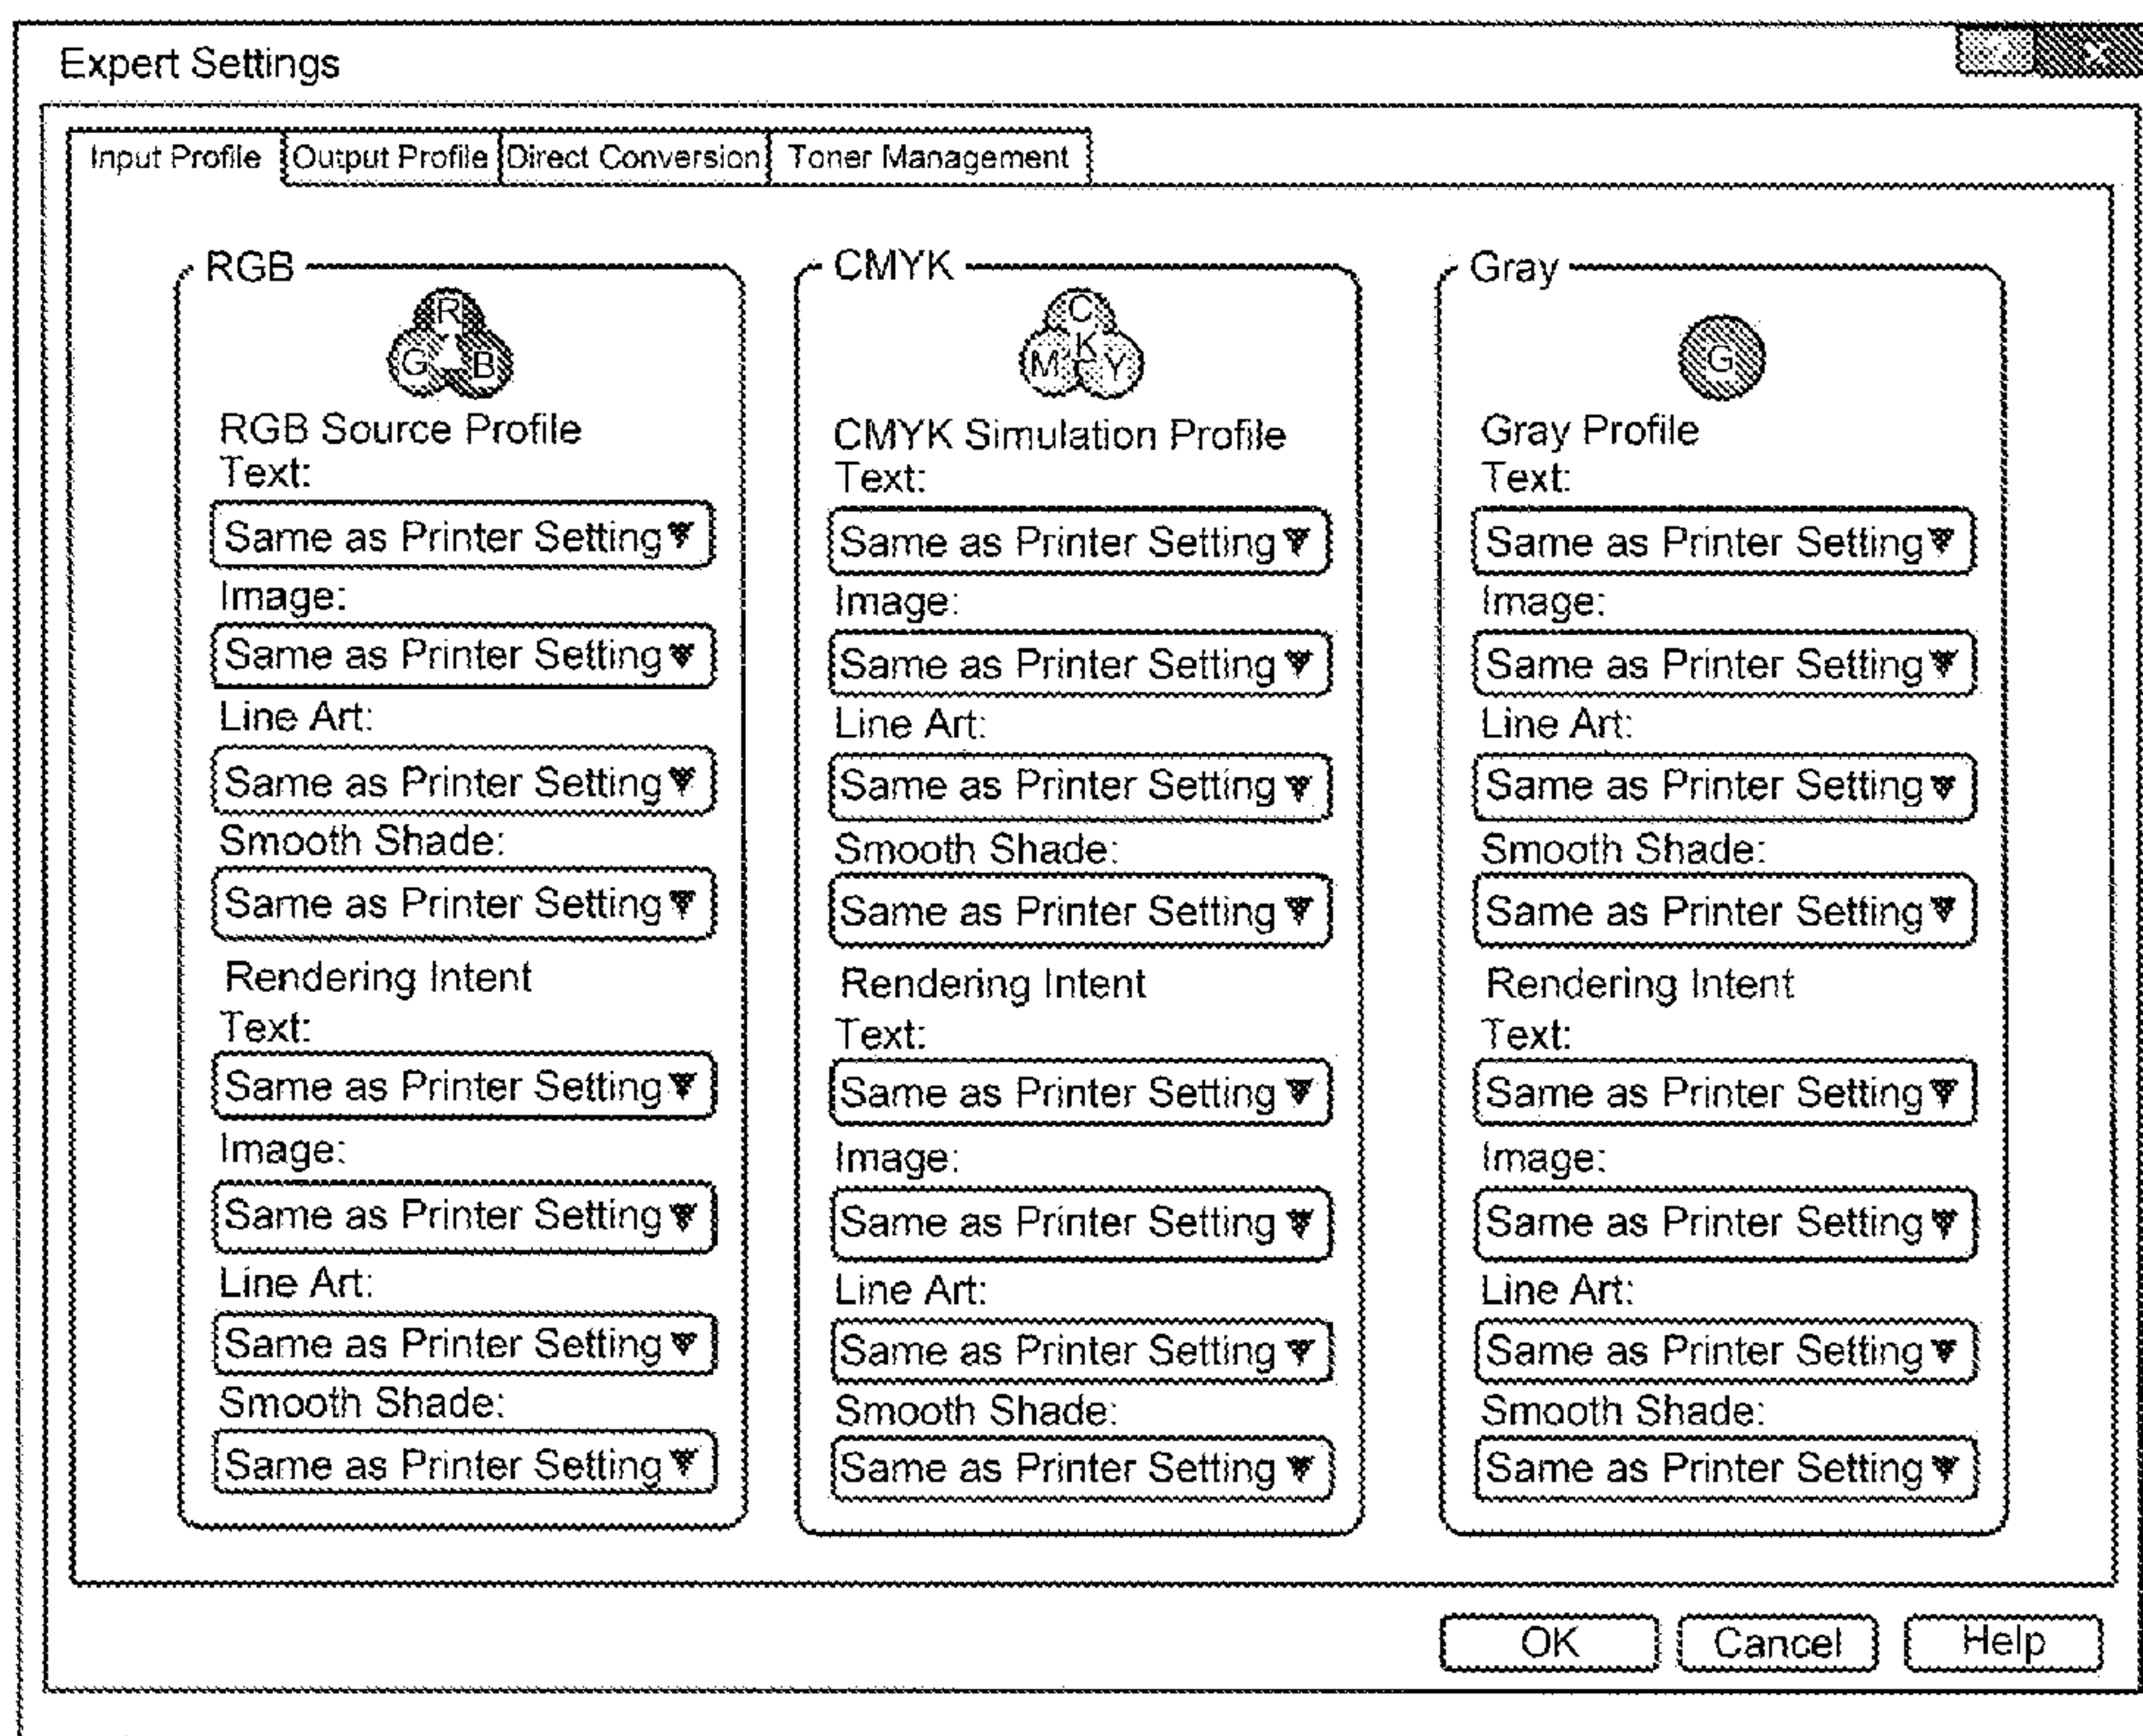 Expert Settings
Input Profile
Output Profile
Direct Conversion
Toner Management
RGB
R
G
B
RGB Source Profile
Text:
Same as Printer Setting
Image:
Same as Printer Setting
Line Art:
Same as Printer Setting
Smooth Shade:
Same as Printer Setting
Rendering Intent
Text:
Same as Printer Setting
Image:
Same as Printer Setting
Line Art:
Same as Printer Setting
Smooth Shade:
Same as Printer Setting
CMYK
C
K
M
Y
CMYK Simulation Profile
Text:
Same as Printer Setting
Image:
Same as Printer Setting
Line Art:
Same as Printer Setting
Smooth Shade:
Same as Printer Setting
Rendering Intent
Text:
Same as Printer Setting
Image:
Same as Printer Setting
Line Art:
Same as Printer Setting
Smooth Shade:
Same as Printer Setting
Gray
G
Gray Profile
Text:
Same as Printer Setting
Image:
Same as Printer Setting
Line Art:
Same as Printer Setting
Smooth Shade:
Same as Printer Setting
Rendering Intent
Text:
Same as Printer Setting
Image:
Same as Printer Setting
Line Art:
Same as Printer Setting
Smooth Shade:
Same as Printer Setting
OK
Cancel
Help